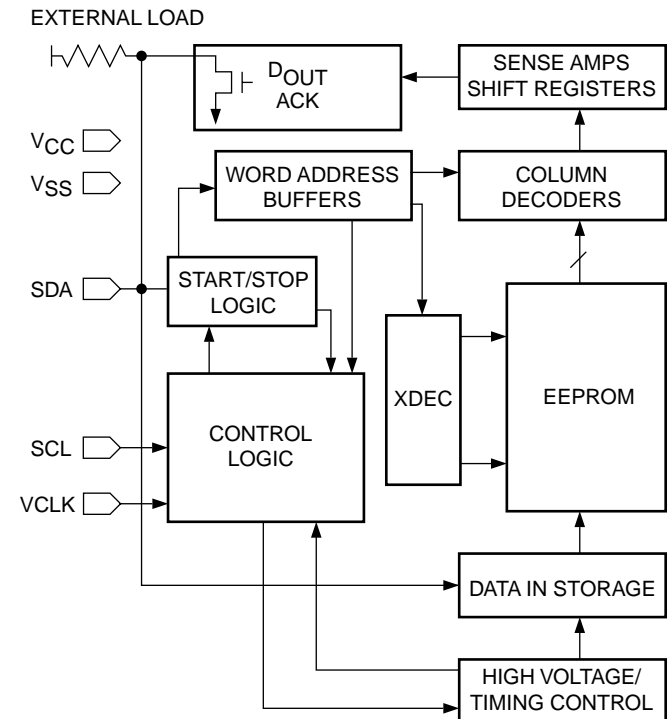 EXTERNAL LOAD
DOUT
ACK
SENSE AMPS
SHIFT REGISTERS
VCC
VSS
WORD ADDRESS
BUFFERS
COLUMN
DECODERS
SDA
START/STOP
LOGIC
XDEC
EEPROM
SCL
CONTROL
LOGIC
VCLK
DATA IN STORAGE
HIGH VOLTAGE/
TIMING CONTROL